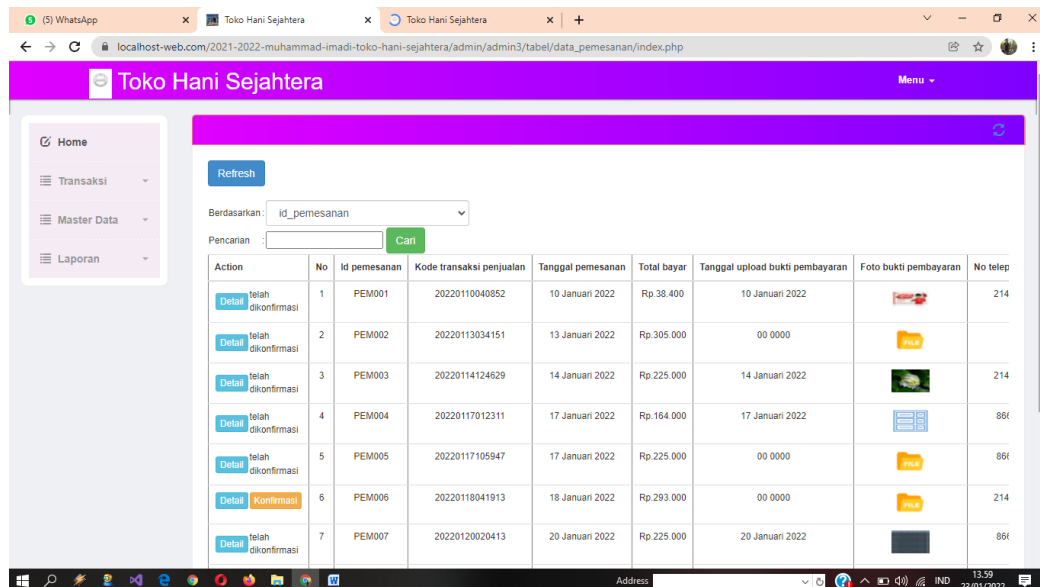 (5) WhatsApp
Toko Hani Sejahtera
Toko Hani Sejahtera
localhost-web.com/2021-2022-muhammad-imadi-toko-hani-sejahtera/admin/admin3/tabel/data_pemesanan/index.php
Toko Hani Sejahtera
Menu
Home
Transaksi
Master Data
Laporan
Refresh
Berdasarkan: id_pemesanan
Pencarian : Cari
Action No Id pemesanan Kode transaksi penjualan Tanggal pemesanan Total bayar Tanggal upload bukti pembayaran Foto bukti pembayaran No telep
Detail telah dikonfirmasi 1 PEM001 20220110040852 10 Januari 2022 Rp.38.400 10 Januari 2022 214
Detail telah dikonfirmasi 2 PEM002 20220113034151 13 Januari 2022 Rp.305.000 00 0000 FILE
Detail telah dikonfirmasi 3 PEM003 20220114124629 14 Januari 2022 Rp.225.000 14 Januari 2022 214
Detail telah dikonfirmasi 4 PEM004 20220117012311 17 Januari 2022 Rp.164.000 17 Januari 2022 866
Detail telah dikonfirmasi 5 PEM005 20220117105947 17 Januari 2022 Rp.225.000 00 0000 FILE 866
Detail Konfirmasi 6 PEM006 20220118041913 18 Januari 2022 Rp.293.000 00 0000 FILE 214
Detail telah dikonfirmasi 7 PEM007 20220120020413 20 Januari 2022 Rp.225.000 20 Januari 2022 866
Address
IND
13.59
23/01/2022